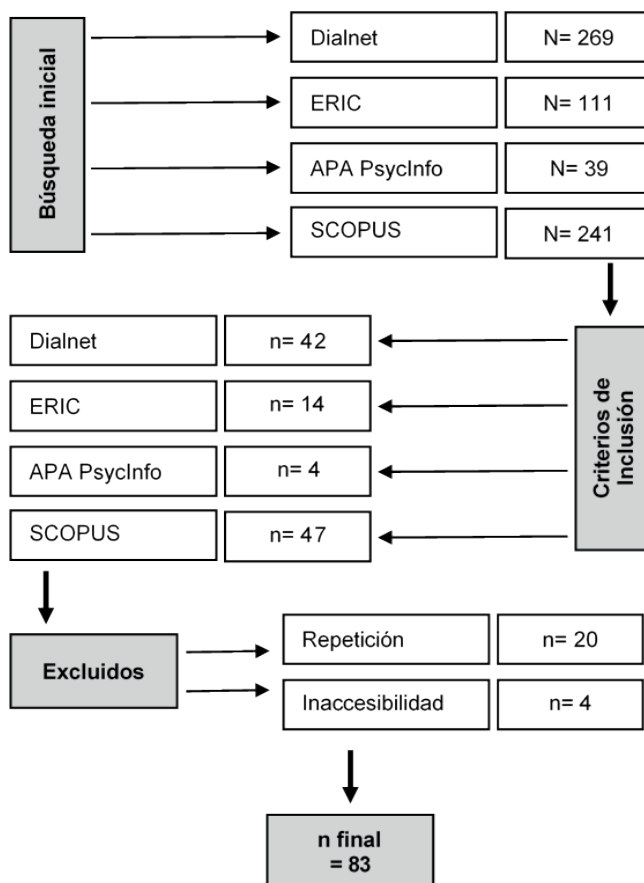 Búsqueda inicial
Dialnet N= 269
ERIC N= 111
APA PsycInfo N= 39
SCOPUS N= 241
Criterios de
Inclusión
Dialnet n= 42
ERIC n= 14
APA PsycInfo n= 4
SCOPUS n= 47
Excluidos
Repetición n= 20
Inaccesibilidad n= 4
n final
= 83